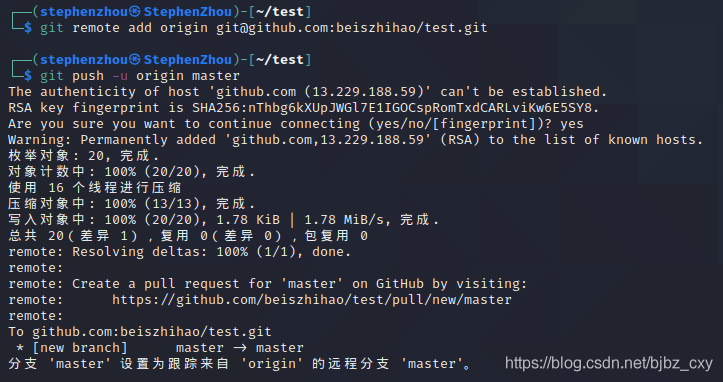 ┌──(stephenzhou㉿StephenZhou)-[~/test]
└─$ git remote add origin git@github.com:beiszhihao/test.git
┌──(stephenzhou㉿StephenZhou)-[~/test]
└─$ git push -u origin master
The authenticity of host 'github.com (13.229.188.59)' can't be established.
RSA key fingerprint is SHA256:nThbg6kXUpJWGl7E1IGOCspRomTxdCARLviKw6E5SY8.
Are you sure you want to continue connecting (yes/no/[fingerprint])? yes
Warning: Permanently added 'github.com,13.229.188.59' (RSA) to the list of known hosts.
枚举对象: 20, 完成.
对象计数中: 100% (20/20), 完成.
使用 16 个线程进行压缩
压缩对象中: 100% (13/13), 完成.
写入对象中: 100% (20/20), 1.78 KiB | 1.78 MiB/s, 完成.
总共 20(差异 1),复用 0(差异 0),包复用 0
remote: Resolving deltas: 100% (1/1), done.
remote:
remote: Create a pull request for 'master' on GitHub by visiting:
remote:      https://github.com/beiszhihao/test/pull/new/master
remote:
To github.com:beiszhihao/test.git
 * [new branch]      master -> master
分支 'master' 设置为跟踪来自 'origin' 的远程分支 'master'。
https://blog.csdn.net/bjbz_cxy